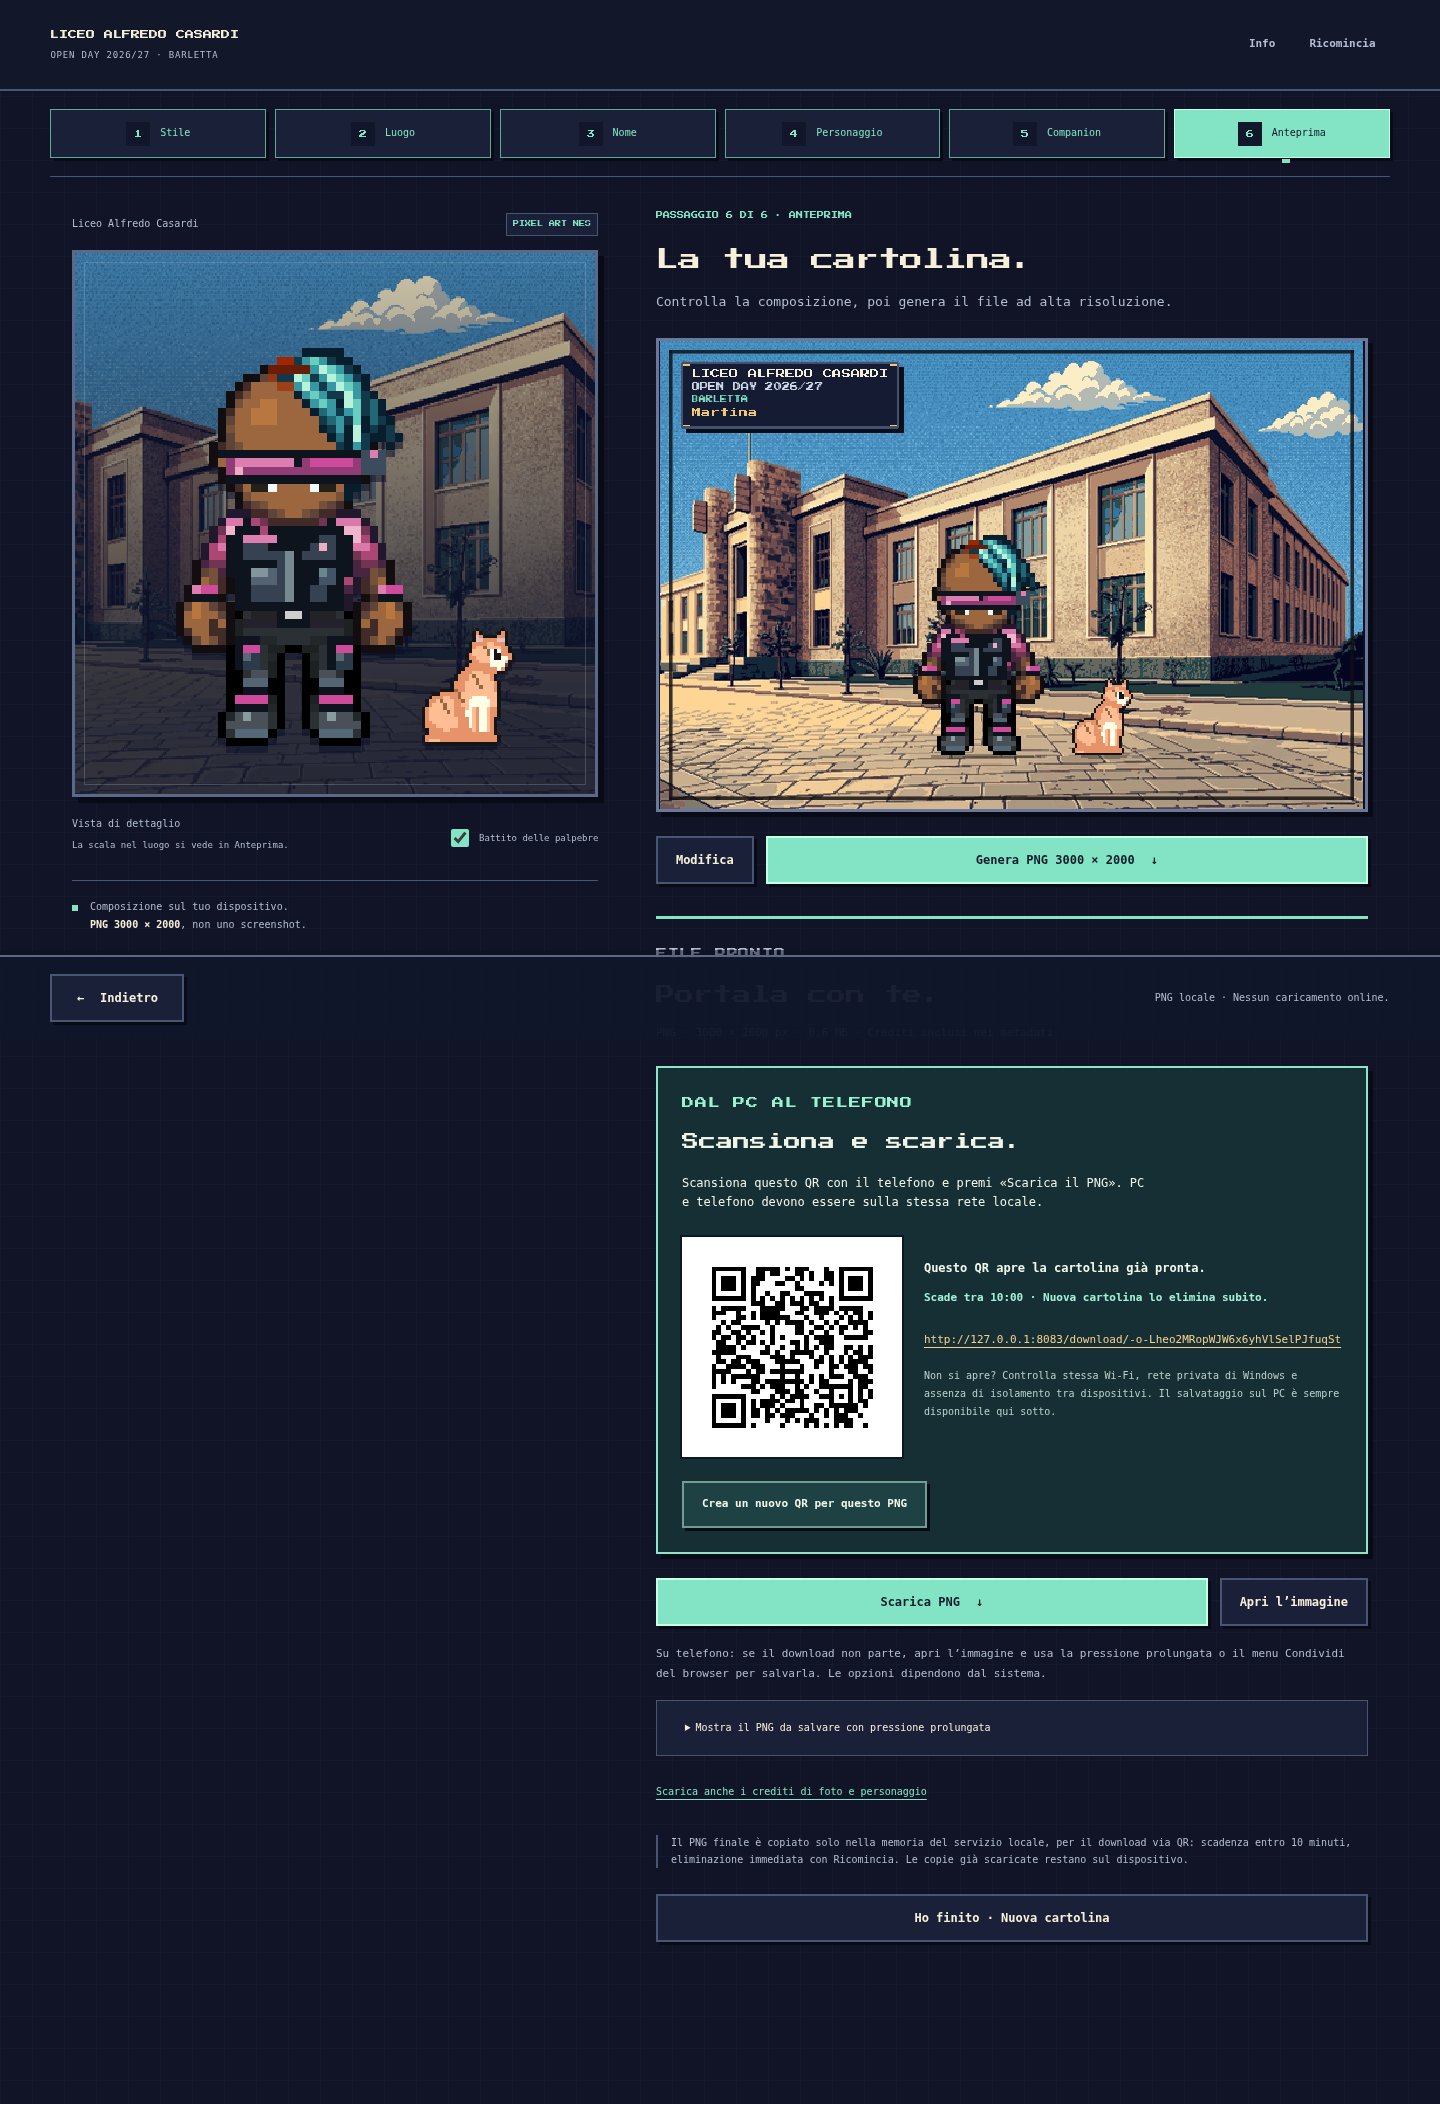 LICEO ALFREDO CASARDI
OPEN DAY 2026/27 · BARLETTA
Info
Ricomincia
1 Stile
2 Luogo
3 Nome
4 Personaggio
5 Companion
6 Anteprima
Liceo Alfredo Casardi
PIXEL ART NES
Vista di dettaglio
La scala nel luogo si vede in Anteprima.
Battito delle palpebre
Composizione sul tuo dispositivo.
PNG 3000 × 2000, non uno screenshot.
PASSAGGIO 6 DI 6 · ANTEPRIMA
La tua cartolina.
Controlla la composizione, poi genera il file ad alta risoluzione.
LICEO ALFREDO CASARDI
OPEN DAY 2026/27
BARLETTA
Martina
Modifica
Genera PNG 3000 × 2000 ↓
FILE PRONTO
← Indietro
Portala con te.
PNG locale · Nessun caricamento online.
DAL PC AL TELEFONO
Scansiona e scarica.
Scansiona questo QR con il telefono e premi «Scarica il PNG». PC
e telefono devono essere sulla stessa rete locale.
Questo QR apre la cartolina già pronta.
Scade tra 10:00 · Nuova cartolina lo elimina subito.
http://127.0.0.1:8083/download/-o-Lheo2MRopWJW6x6yhVlSelPJfuqSt
Non si apre? Controlla stessa Wi-Fi, rete privata di Windows e
assenza di isolamento tra dispositivi. Il salvataggio sul PC è sempre
disponibile qui sotto.
Crea un nuovo QR per questo PNG
Scarica PNG ↓
Apri l’immagine
Su telefono: se il download non parte, apri l’immagine e usa la pressione prolungata o il menu Condividi
del browser per salvarla. Le opzioni dipendono dal sistema.
Mostra il PNG da salvare con pressione prolungata
Scarica anche i crediti di foto e personaggio
Il PNG finale è copiato solo nella memoria del servizio locale, per il download via QR: scadenza entro 10 minuti,
eliminazione immediata con Ricomincia. Le copie già scaricate restano sul dispositivo.
Ho finito · Nuova cartolina